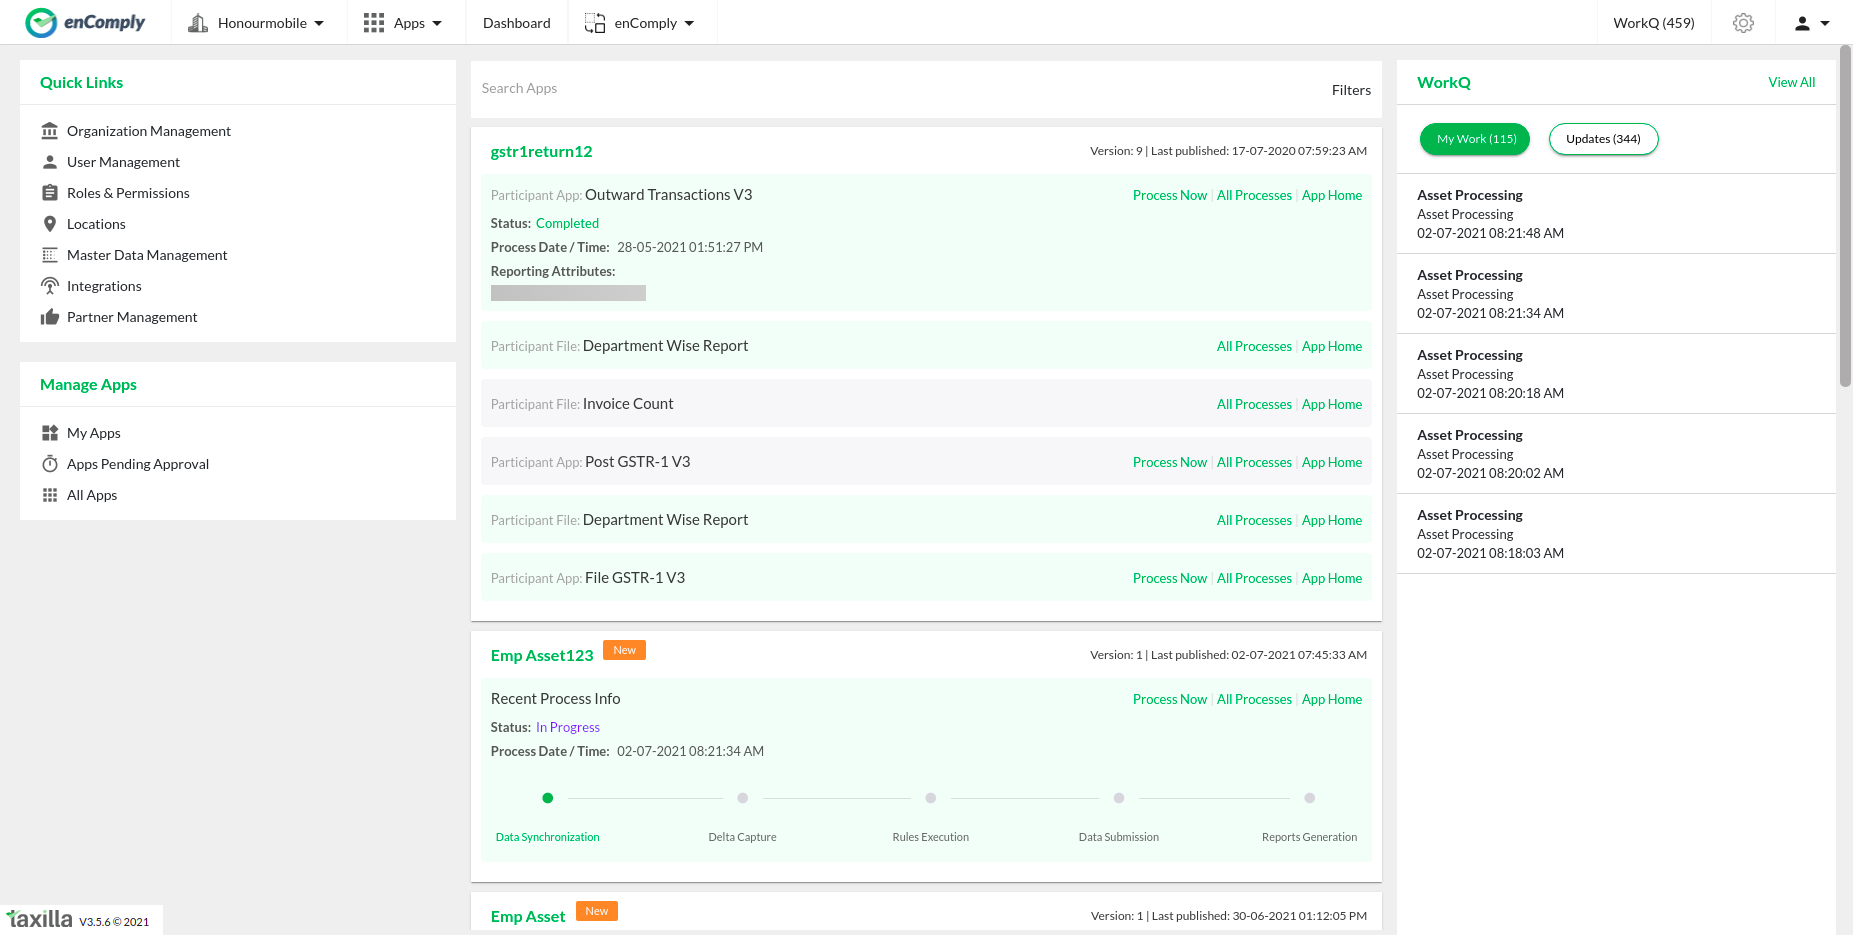 enComply
Honourmobile
Apps
Dashboard
enComply
WorkQ (459)
Quick Links
Organization Management
User Management
Roles & Permissions
Locations
Master Data Management
Integrations
Partner Management
Manage Apps
My Apps
Apps Pending Approval
All Apps
Search Apps
Filters
gstr1return12
Version: 9 | Last published: 17-07-2020 07:59:23 AM
Participant App: Outward Transactions V3
Process Now | All Processes | App Home
Status: Completed
Process Date / Time: 28-05-2021 01:51:27 PM
Reporting Attributes:
Participant File: Department Wise Report
All Processes | App Home
Participant File: Invoice Count
All Processes | App Home
Participant App: Post GSTR-1 V3
Process Now | All Processes | App Home
Participant File: Department Wise Report
All Processes | App Home
Participant App: File GSTR-1 V3
Process Now | All Processes | App Home
Emp Asset123
New
Version: 1 | Last published: 02-07-2021 07:45:33 AM
Recent Process Info
Process Now | All Processes | App Home
Status: In Progress
Process Date / Time: 02-07-2021 08:21:34 AM
Data Synchronization
Delta Capture
Rules Execution
Data Submission
Reports Generation
Emp Asset
New
Version: 1 | Last published: 30-06-2021 01:12:05 PM
WorkQ
View All
My Work (115)
Updates (344)
Asset Processing
Asset Processing
02-07-2021 08:21:48 AM
Asset Processing
Asset Processing
02-07-2021 08:21:34 AM
Asset Processing
Asset Processing
02-07-2021 08:20:18 AM
Asset Processing
Asset Processing
02-07-2021 08:20:02 AM
Asset Processing
Asset Processing
02-07-2021 08:18:03 AM
taxilla V3.5.6 © 2021